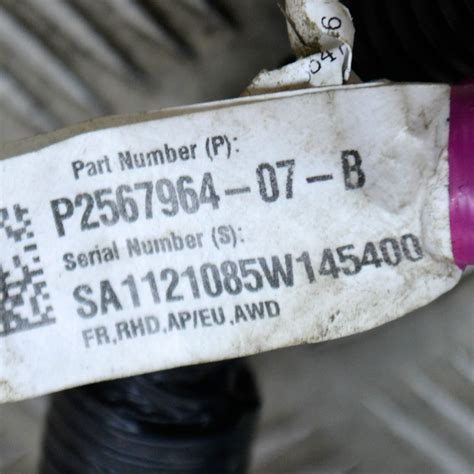 Part Number (P):
P2567964-07-B
Serial Number (S):
SA1121085W145400
FR,RHD,AP/EU,AWD